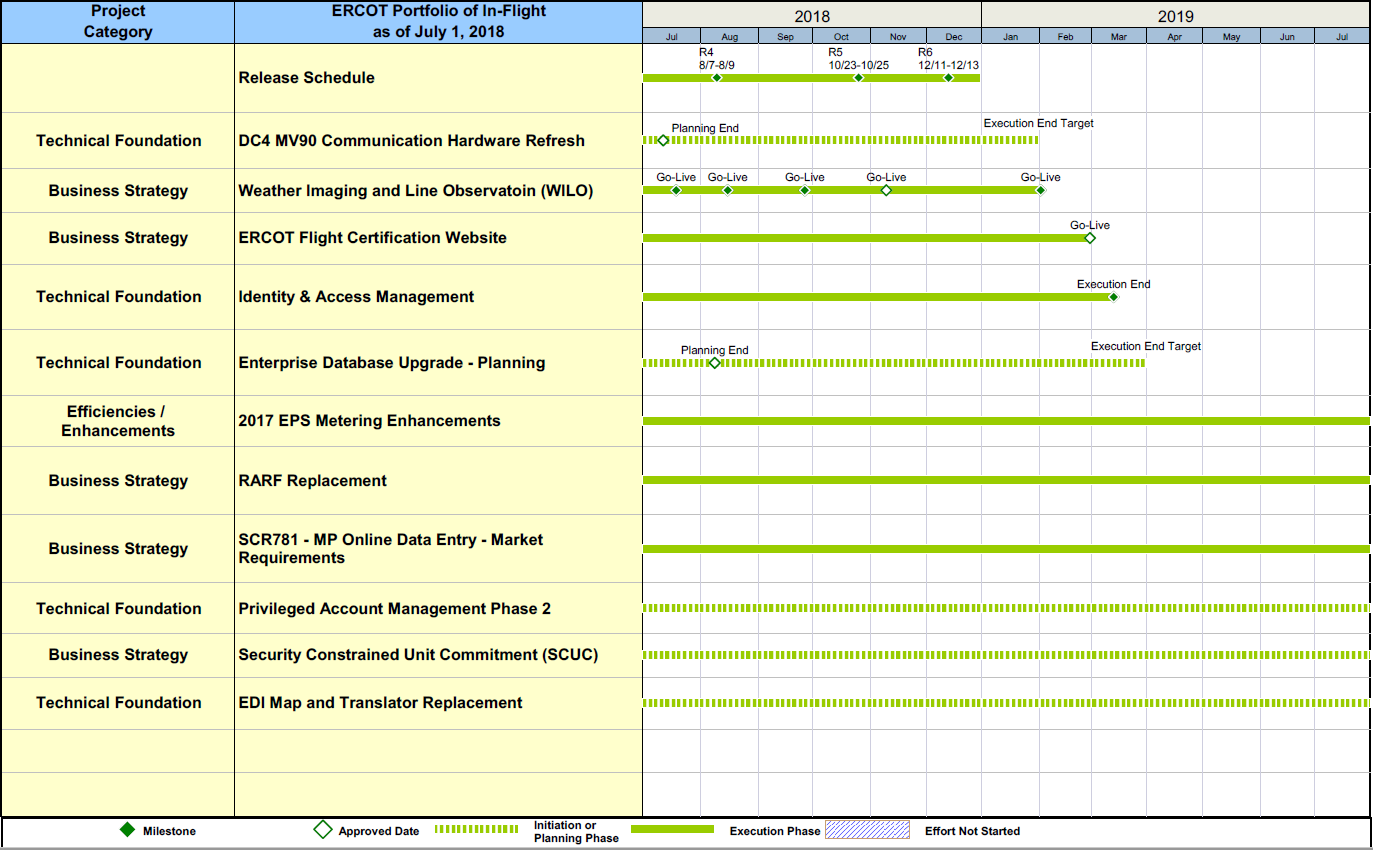 Project
Category
ERCOT Portfolio of In-Flight
as of July 1, 2018
2018
2019
Jul
Aug
Sep
Oct
Nov
Dec
Jan
Feb
Mar
Apr
May
Jun
Jul
Release Schedule
R4
8/7-8/9
R5
10/23-10/25
R6
12/11-12/13
Technical Foundation
DC4 MV90 Communication Hardware Refresh
Planning End
Execution End Target
Business Strategy
Weather Imaging and Line Observatoin (WILO)
Go-Live
Go-Live
Go-Live
Go-Live
Go-Live
Business Strategy
ERCOT Flight Certification Website
Go-Live
Technical Foundation
Identity & Access Management
Execution End
Technical Foundation
Enterprise Database Upgrade - Planning
Planning End
Execution End Target
Efficiencies /
Enhancements
2017 EPS Metering Enhancements
Business Strategy
RARF Replacement
Business Strategy
SCR781 - MP Online Data Entry - Market
Requirements
Technical Foundation
Privileged Account Management Phase 2
Business Strategy
Security Constrained Unit Commitment (SCUC)
Technical Foundation
EDI Map and Translator Replacement
Milestone
Approved Date
Initiation or
Planning Phase
Execution Phase
Effort Not Started